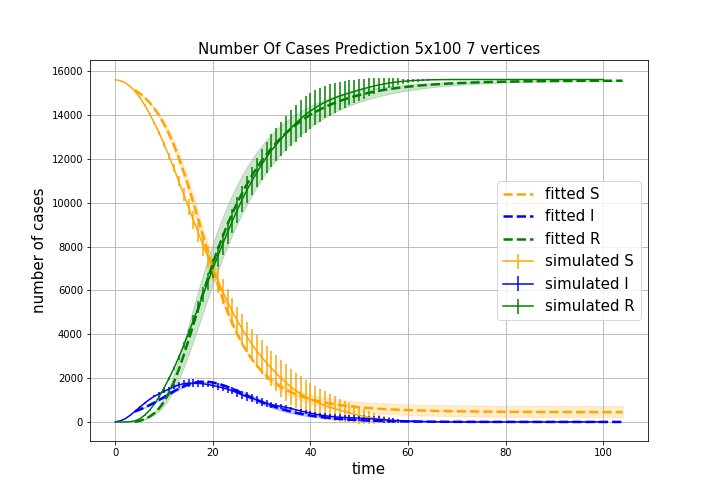 Number Of Cases Prediction 5x100 7 vertices
number of cases
16000
14000
12000
10000
8000
6000
4000
2000
0
fitted S
fitted I
fitted R
simulated S
simulated I
simulated R
0 20 40 60 80 100
time